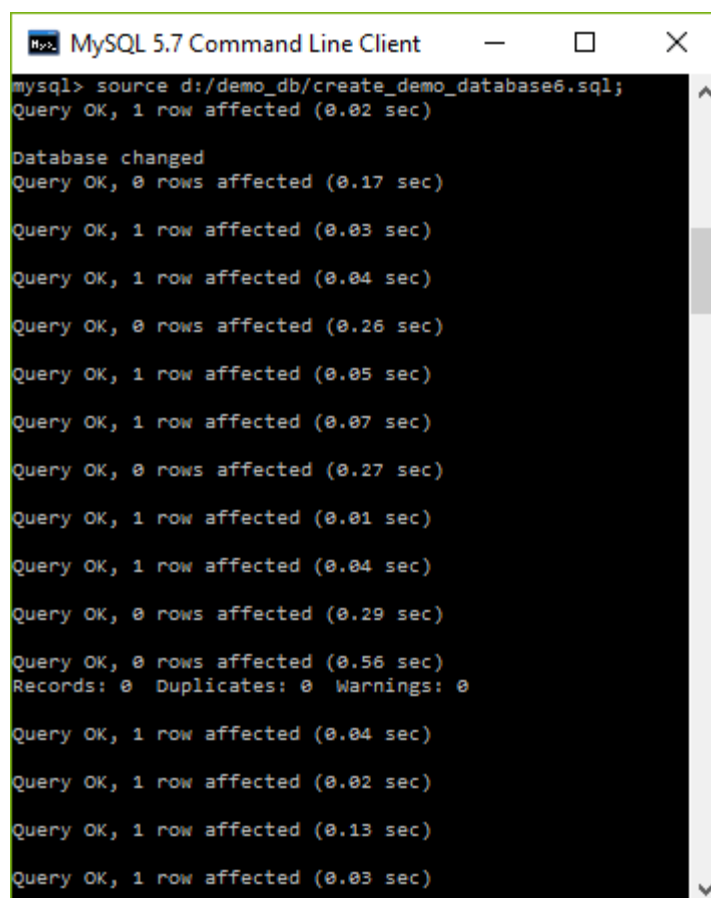 MySQL 5.7 Command Line Client
mysql> source d:/demo_db/create_demo_database6.sql;
Query OK, 1 row affected (0.02 sec)
Database changed
Query OK, 0 rows affected (0.17 sec)
Query OK, 1 row affected (0.03 sec)
Query OK, 1 row affected (0.04 sec)
Query OK, 0 rows affected (0.26 sec)
Query OK, 1 row affected (0.05 sec)
Query OK, 1 row affected (0.07 sec)
Query OK, 0 rows affected (0.27 sec)
Query OK, 1 row affected (0.01 sec)
Query OK, 1 row affected (0.04 sec)
Query OK, 0 rows affected (0.29 sec)
Query OK, 0 rows affected (0.56 sec)
Records: 0  Duplicates: 0  Warnings: 0
Query OK, 1 row affected (0.04 sec)
Query OK, 1 row affected (0.02 sec)
Query OK, 1 row affected (0.13 sec)
Query OK, 1 row affected (0.03 sec)